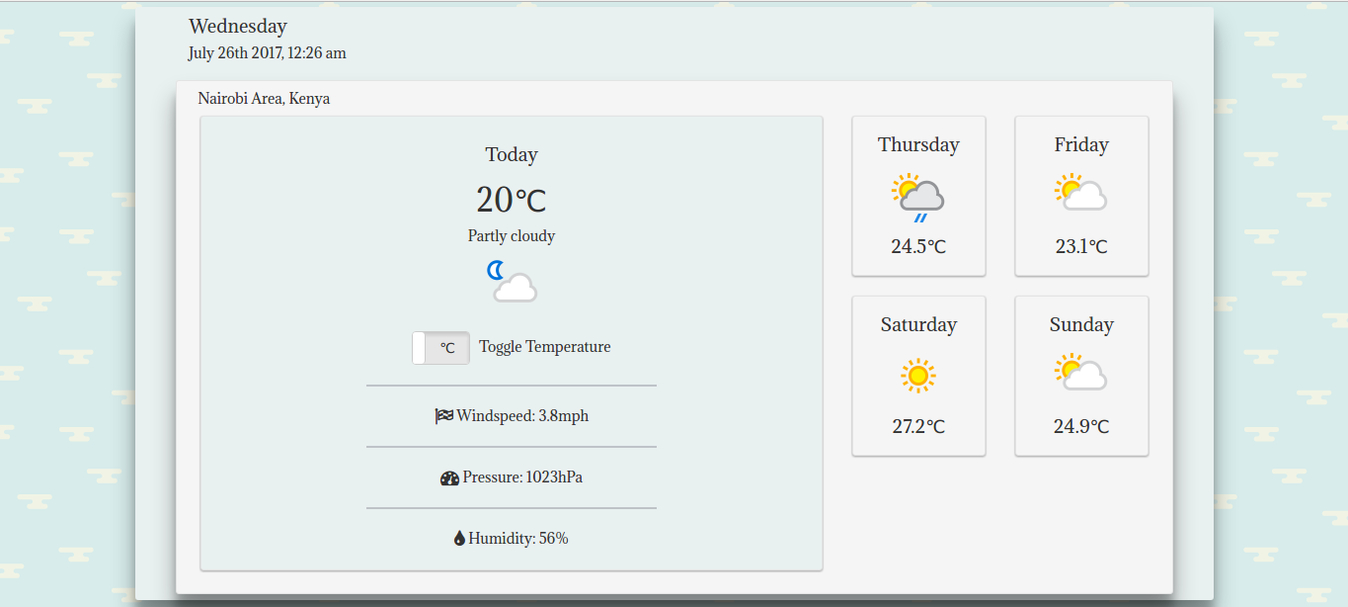 Wednesday
July 26th 2017, 12:26 am
Nairobi Area, Kenya
Today
20℃
Partly cloudy
℃ Toggle Temperature
Windspeed: 3.8mph
Pressure: 1023hPa
Humidity: 56%
Thursday
24.5℃
Friday
23.1℃
Saturday
27.2℃
Sunday
24.9℃